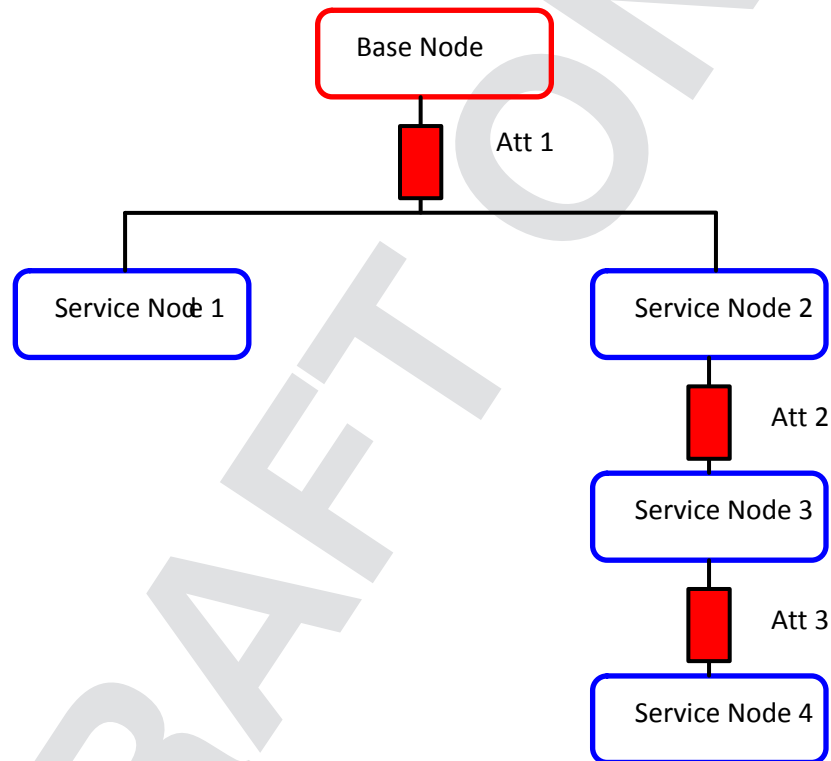 Base Node
Att 1
Service Node 1
Service Node 2
Att 2
Service Node 3
Att 3
Service Node 4